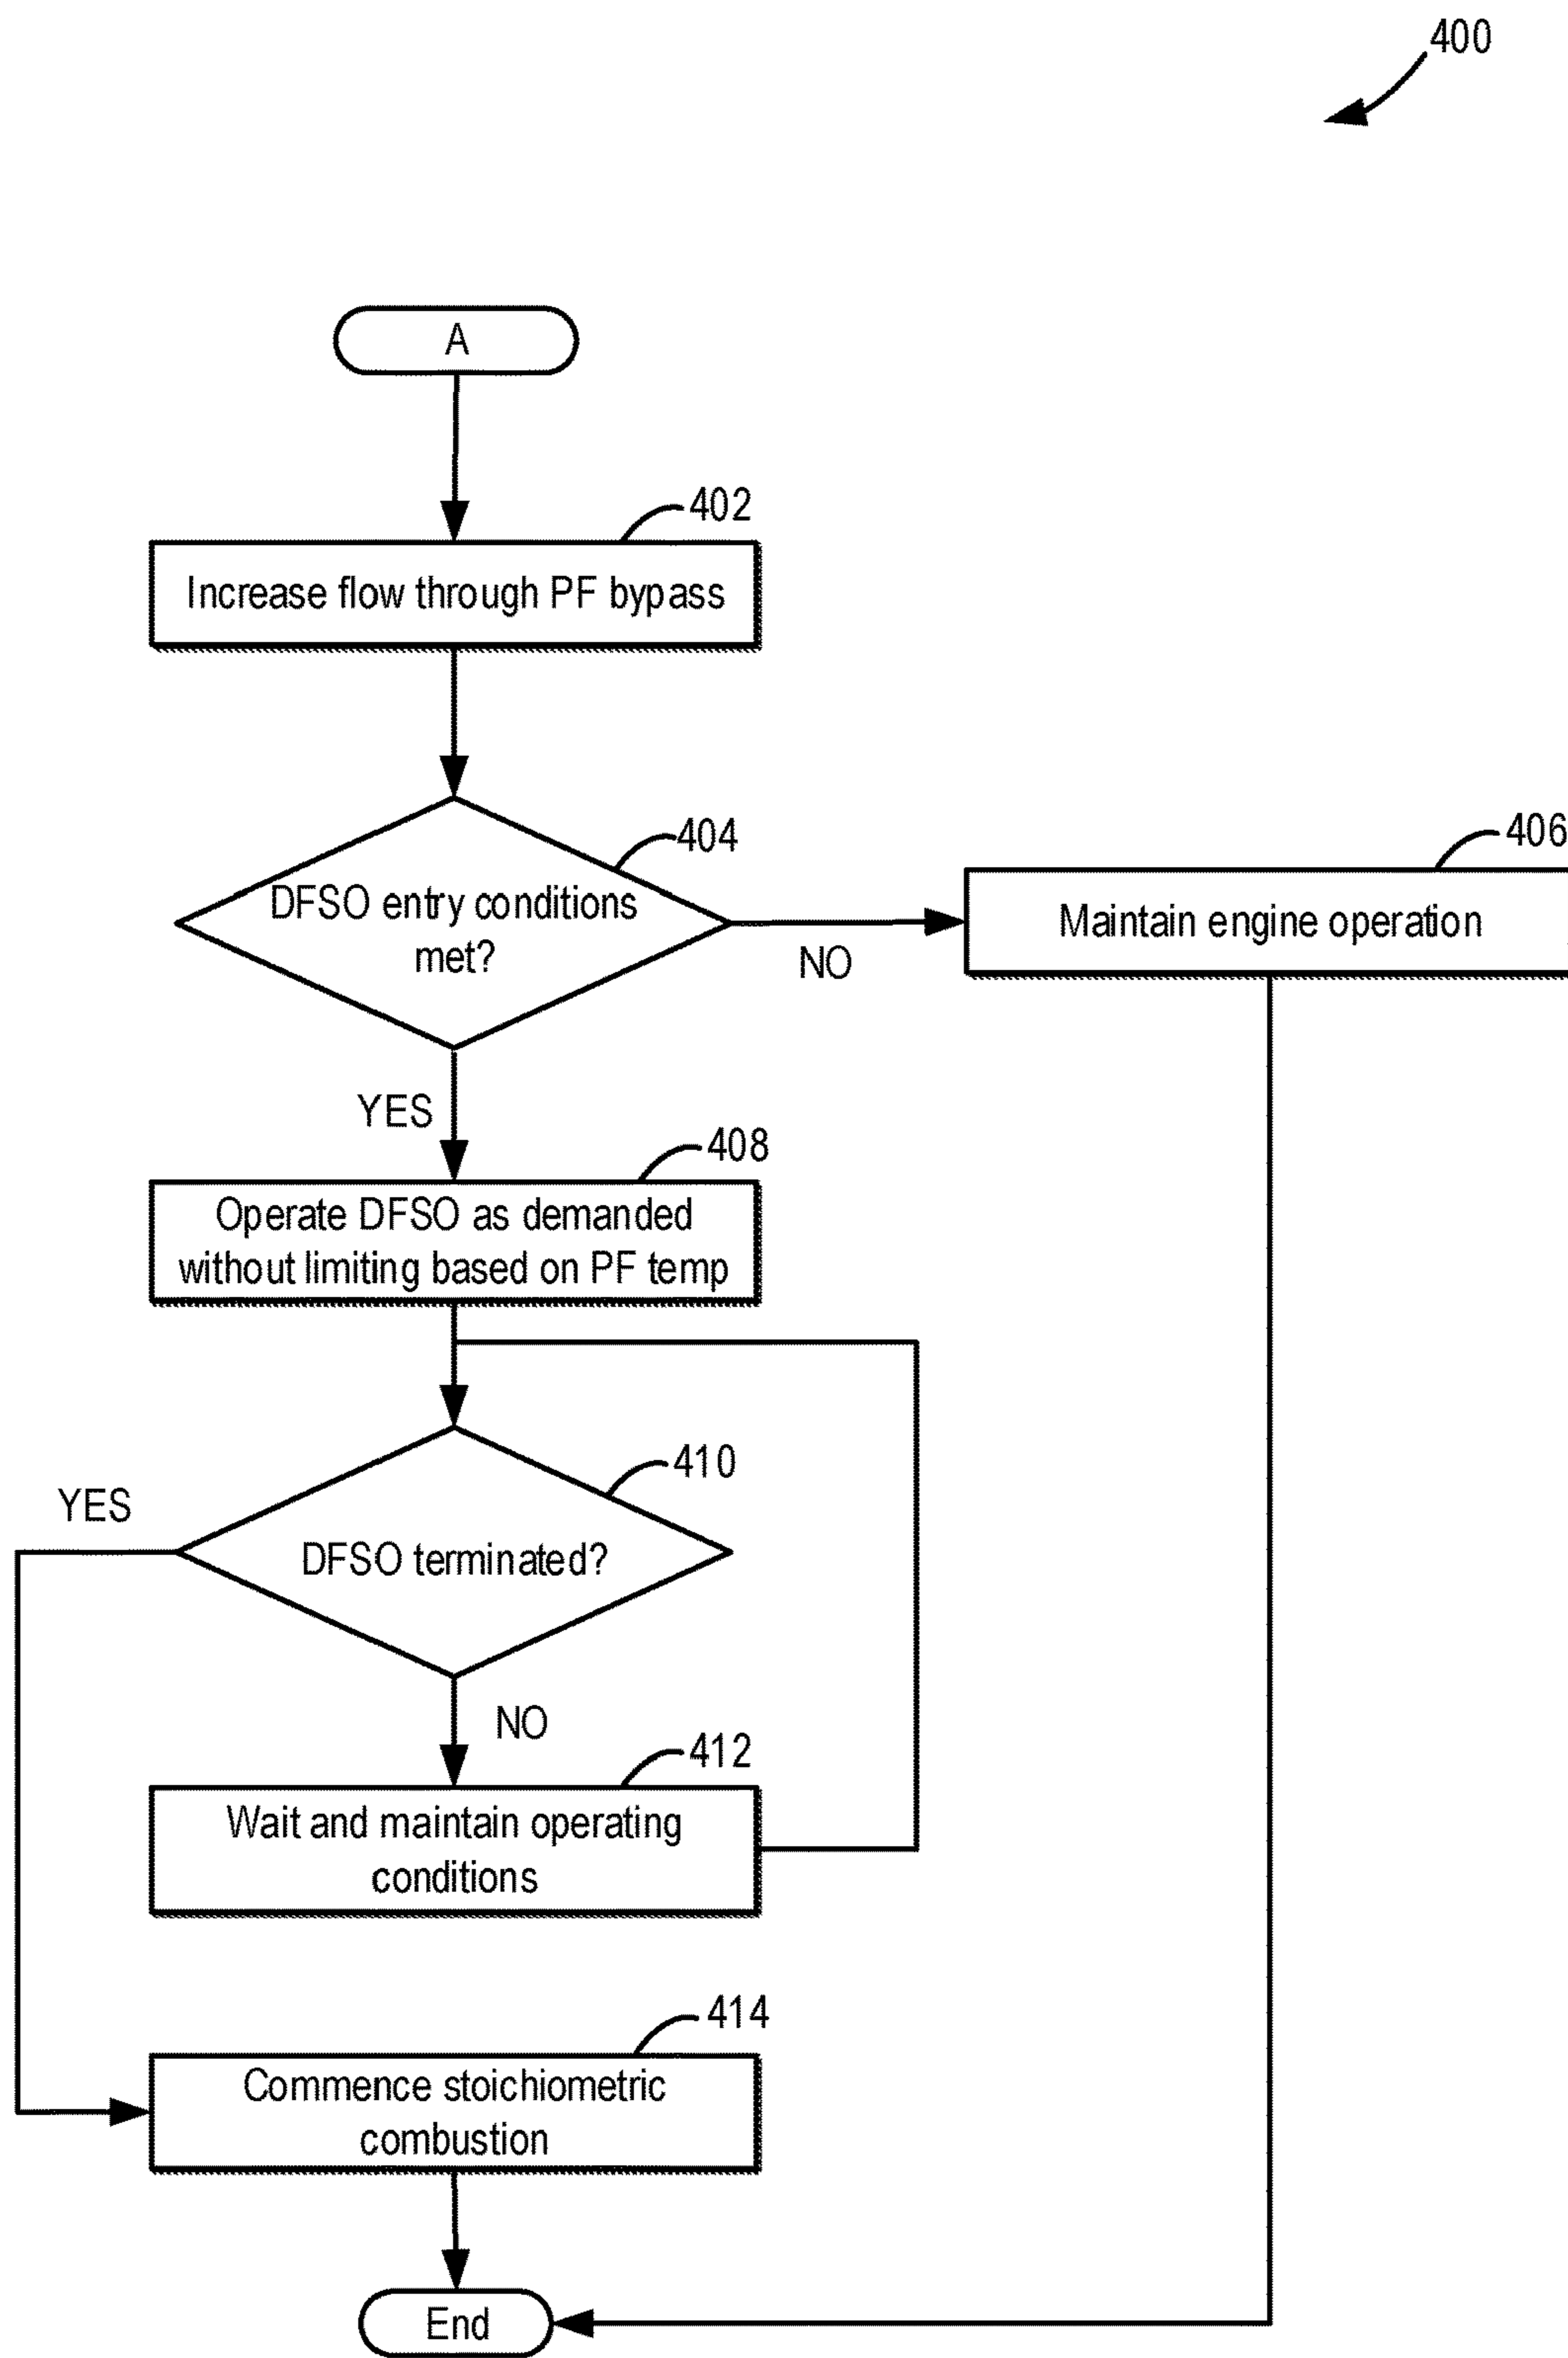 400
A
402
Increase flow through PF bypass
404
DFSO entry conditions
met?
406
Maintain engine operation
NO
YES
408
Operate DFSO as demanded
without limiting based on PF temp
410
YES
DFSO terminated?
NO
412
Wait and maintain operating
conditions
414
Commence stoichiometric
combustion
End